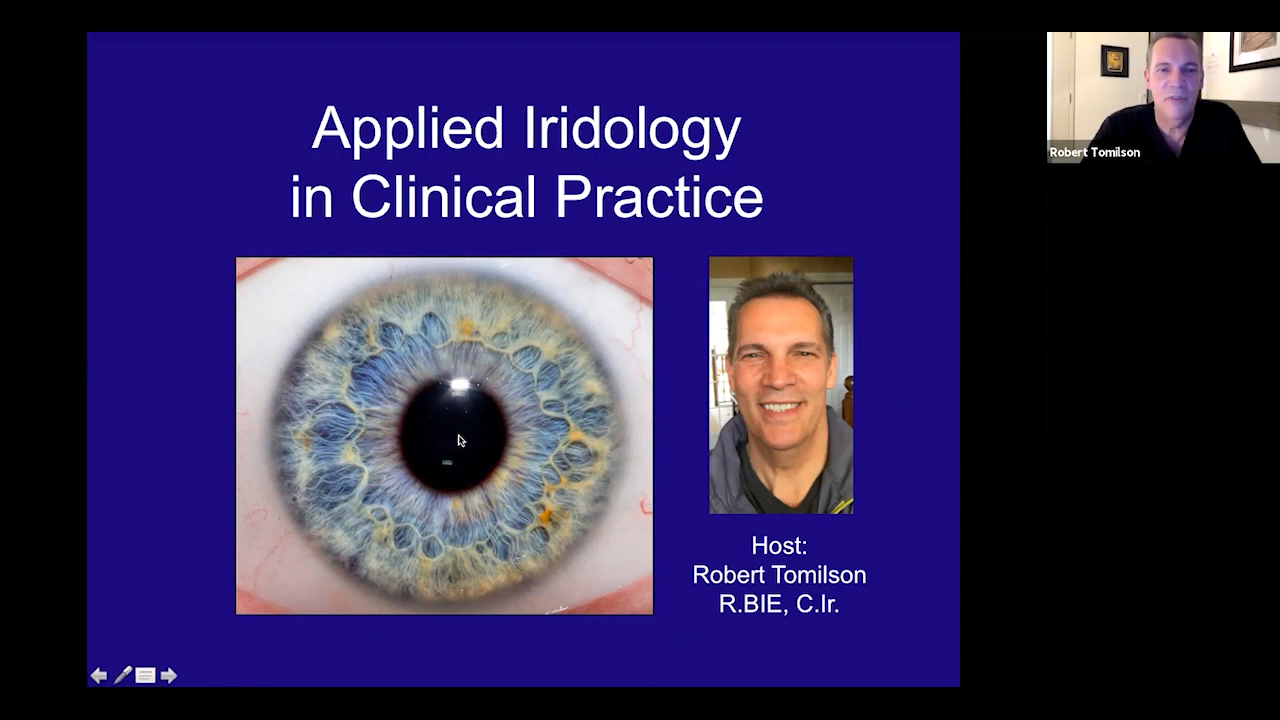 Applied Iridology
in Clinical Practice
Host:
Robert Tomilson
R.BIE, C.Ir.
Robert Tomilson